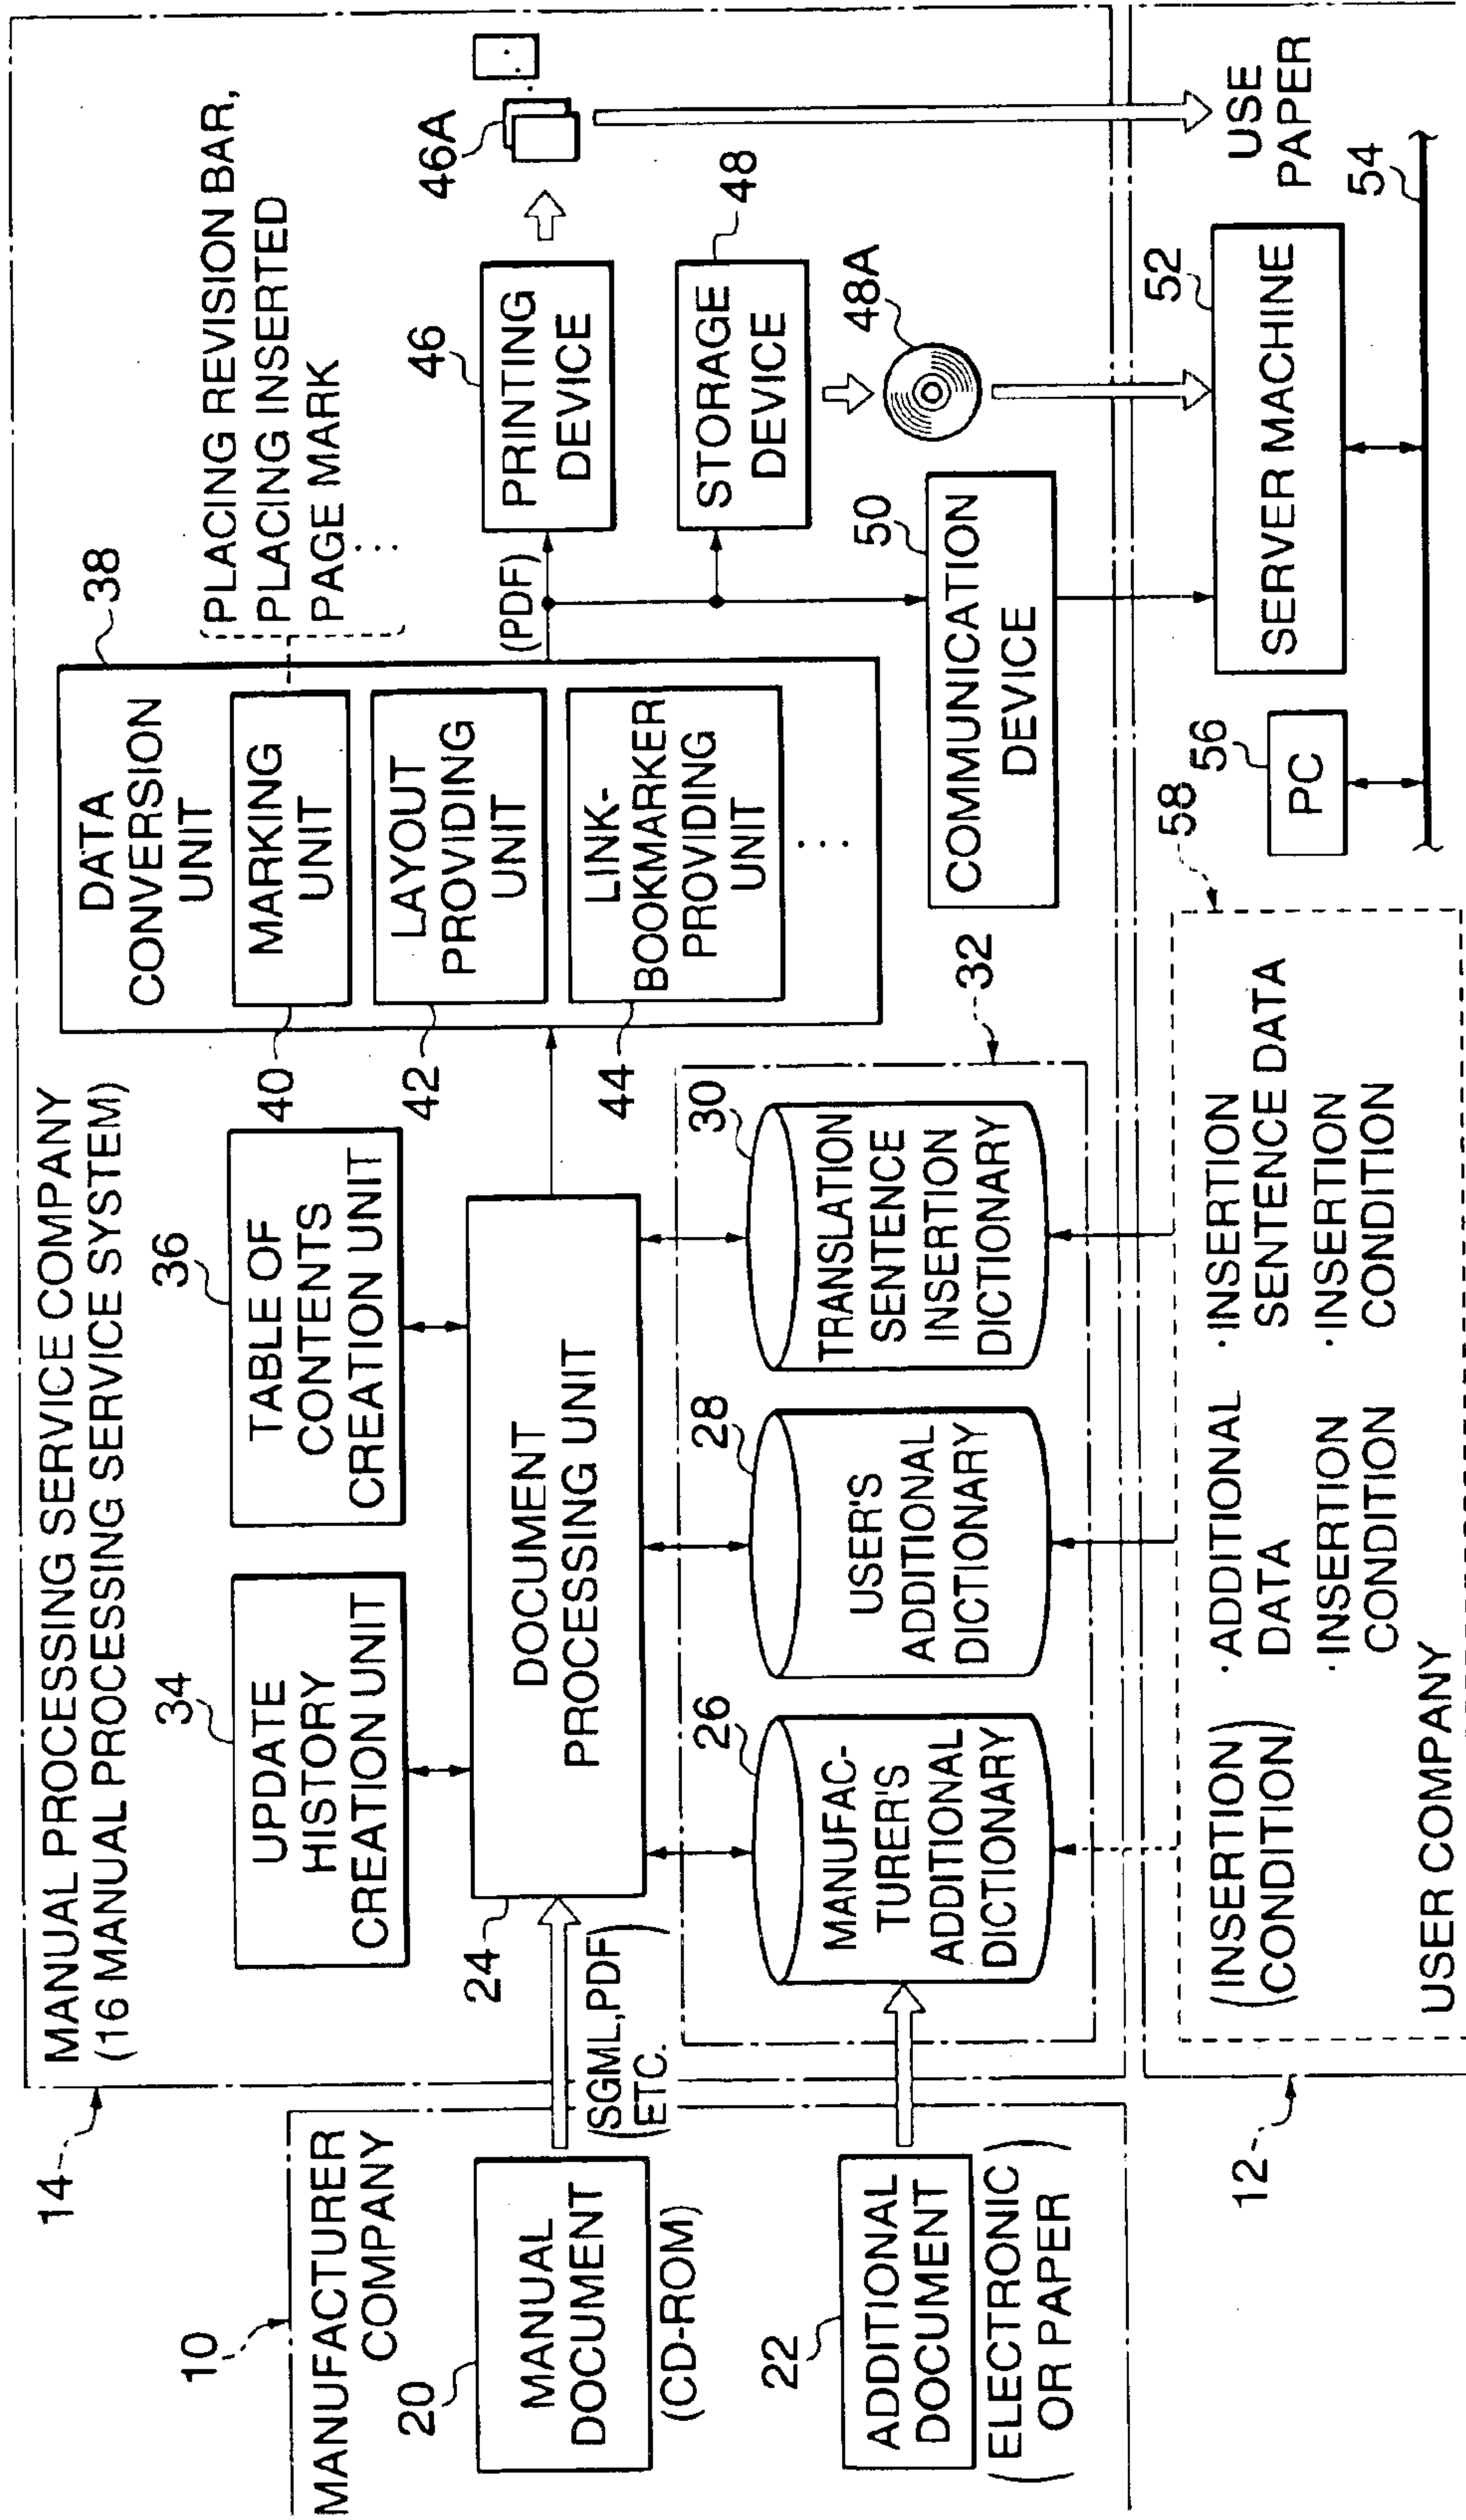 14
MANUAL PROCESSING SERVICE COMPANY
(16 MANUAL PROCESSING SERVICE SYSTEM)
10
MANUFACTURER
COMPANY
20
MANUAL
DOCUMENT
(CD-ROM)
(SGML,PDF
ETC.)
22
ADDITIONAL
DOCUMENT
(ELECTRONIC
OR PAPER)
34
UPDATE
HISTORY
CREATION UNIT
36
TABLE OF
CONTENTS
CREATION UNIT
24
DOCUMENT
PROCESSING UNIT
26
MANUFAC-
TURER'S
ADDITIONAL
DICTIONARY
28
USER'S
ADDITIONAL
DICTIONARY
30
TRANSLATION
SENTENCE
INSERTION
DICTIONARY
32
38
DATA
CONVERSION
UNIT
40
MARKING
UNIT
42
LAYOUT
PROVIDING
UNIT
44
LINK-
BOOKMARKER
PROVIDING
UNIT
PLACING REVISION BAR,
PLACING INSERTED
PAGE MARK
(PDF)
46
PRINTING
DEVICE
46A
48
STORAGE
DEVICE
48A
50
COMMUNICATION
DEVICE
USE
PAPER
52
SERVER MACHINE
54
56
PC
58
12
(INSERTION
CONDITION)
·ADDITIONAL
DATA
·INSERTION
CONDITION
·INSERTION
SENTENCE DATA
·INSERTION
CONDITION
USER COMPANY